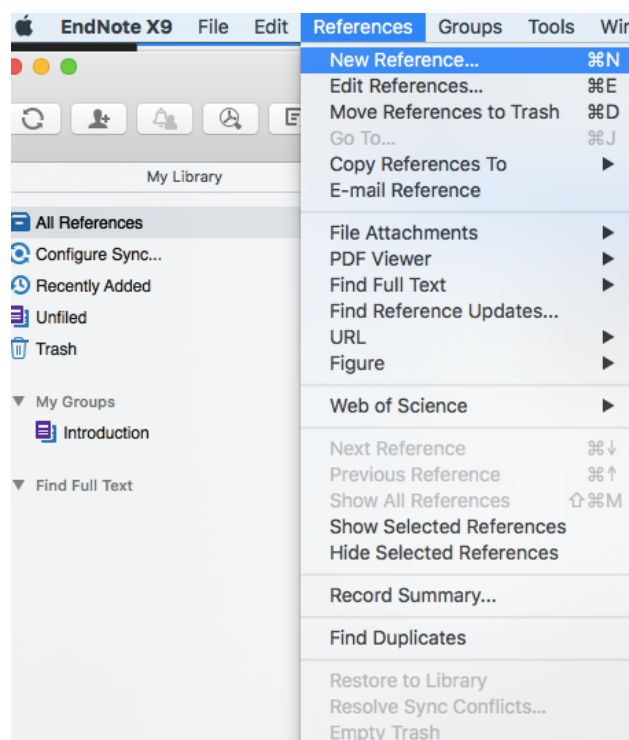 EndNote X9 File Edit References Groups Tools
New Reference... ⌘N
Edit References... ⌘E
Move References to Trash ⌘D
Go To... ⌘J
Copy References To
E-mail Reference
File Attachments
PDF Viewer
Find Full Text
Find Reference Updates...
URL
Figure
Web of Science
Next Reference ⌘↓
Previous Reference ⌘↑
Show All References ⇧⌘M
Show Selected References
Hide Selected References
Record Summary...
Find Duplicates
Restore to Library
Resolve Sync Conflicts...
Empty Trash
My Library
All References
Configure Sync...
Recently Added
Unfiled
Trash
My Groups
Introduction
Find Full Text